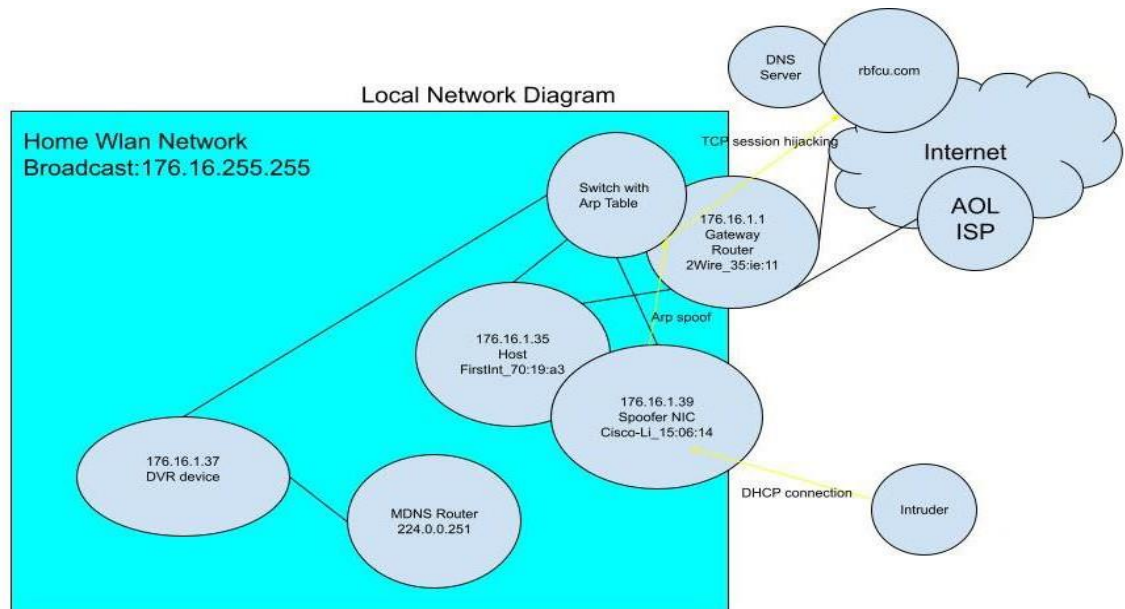 DNS
Server
rbfcu.com
Local Network Diagram
Home Wlan Network
Broadcast:176.16.255.255
TCP session hijacking
Internet
Switch with
Arp Table
176.16.1.1
Gateway
Router
2Wire_35:ie:11
AOL
ISP
Arp spoof
176.16.1.35
Host
FirstInt_70:19:a3
176.16.1.39
Spoofer NIC
Cisco-Li_15:06:14
176.16.1.37
DVR device
DHCP connection
MDNS Router
224.0.0.251
Intruder